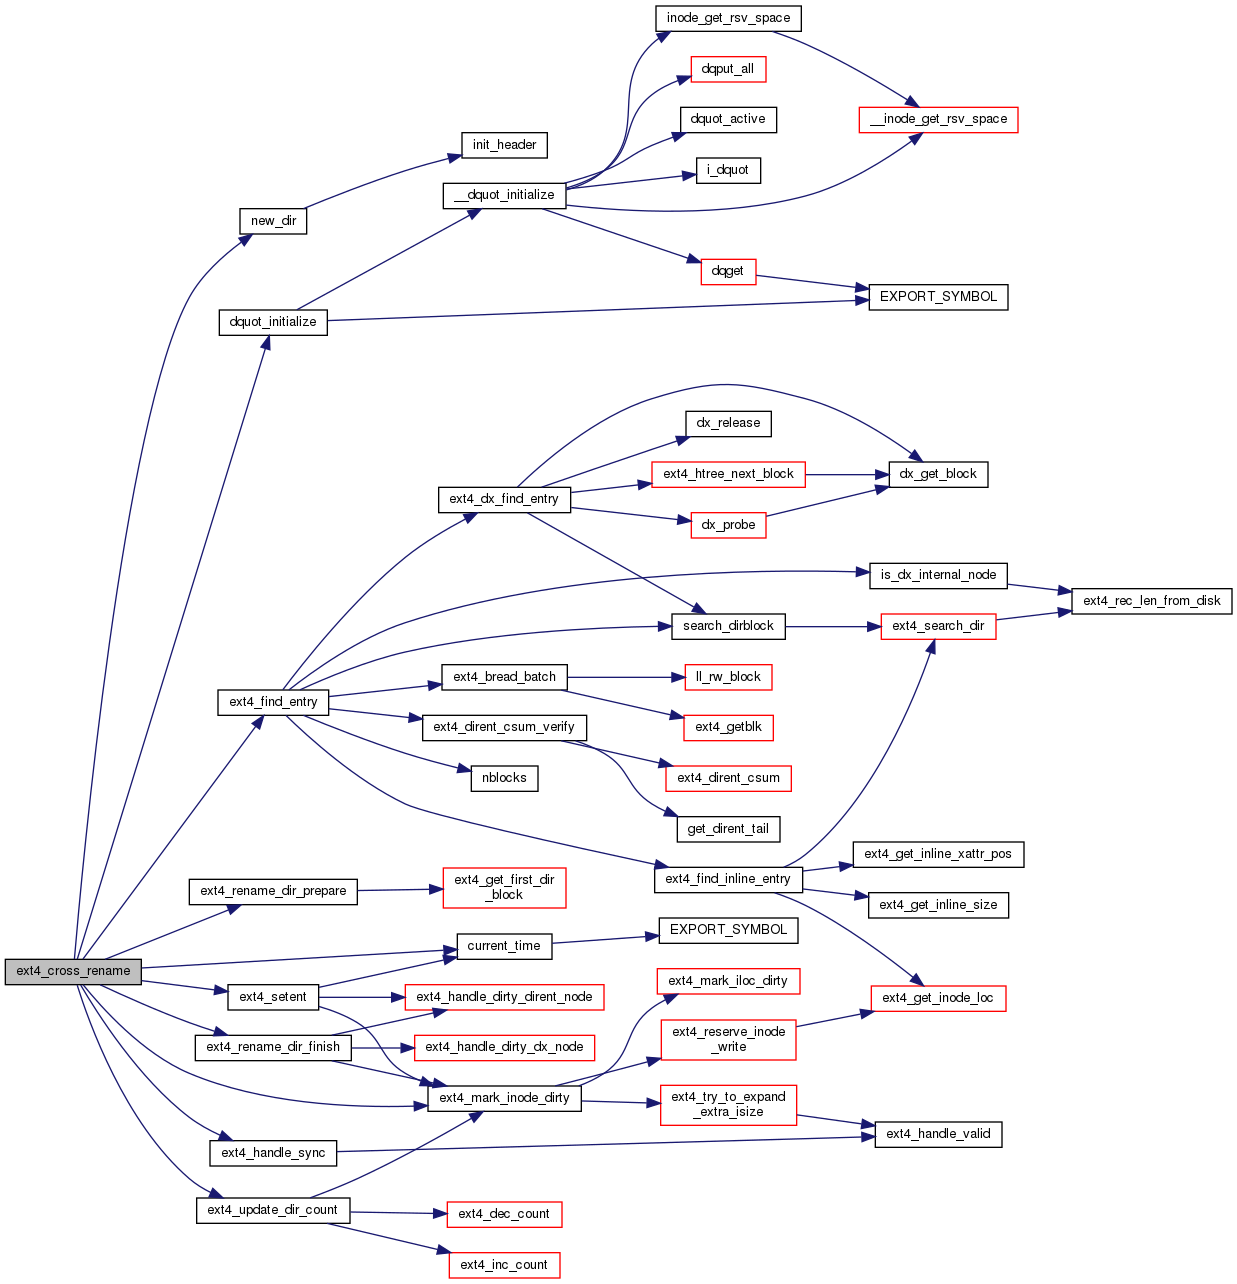 inode_get_rsv_space
dqput_all
dquot_active
__inode_get_rsv_space
init_header
i_dquot
__dquot_initialize
new_dir
dqget
EXPORT_SYMBOL
dquot_initialize
dx_release
ext4_htree_next_block
dx_get_block
ext4_dx_find_entry
dx_probe
is_dx_internal_node
ext4_rec_len_from_disk
search_dirblock
ext4_search_dir
ext4_bread_batch
ll_rw_block
ext4_find_entry
ext4_dirent_csum_verify
ext4_getblk
nblocks
ext4_dirent_csum
get_dirent_tail
ext4_get_inline_xattr_pos
ext4_find_inline_entry
ext4_rename_dir_prepare
ext4_get_first_dir
_block
ext4_get_inline_size
EXPORT_SYMBOL
current_time
ext4_cross_rename
ext4_mark_iloc_dirty
ext4_setent
ext4_handle_dirty_dirent_node
ext4_get_inode_loc
ext4_reserve_inode
_write
ext4_rename_dir_finish
ext4_handle_dirty_dx_node
ext4_mark_inode_dirty
ext4_try_to_expand
_extra_isize
ext4_handle_valid
ext4_handle_sync
ext4_update_dir_count
ext4_dec_count
ext4_inc_count